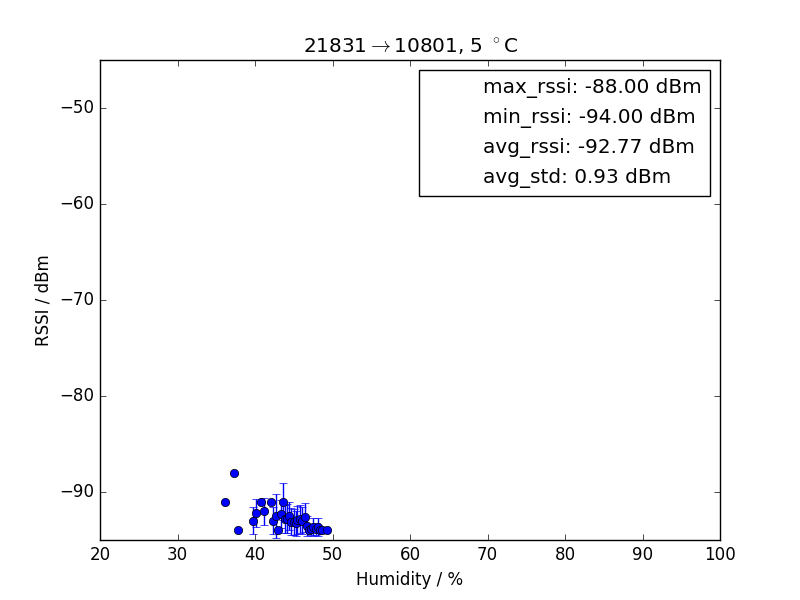 21831→10801, 5 °C
max_rssi: -88.00 dBm
min_rssi: -94.00 dBm
avg_rssi: -92.77 dBm
avg_std: 0.93 dBm
RSSI / dBm
−50
−60
−70
−80
−90
20 30 40 50 60 70 80 90 100
Humidity / %